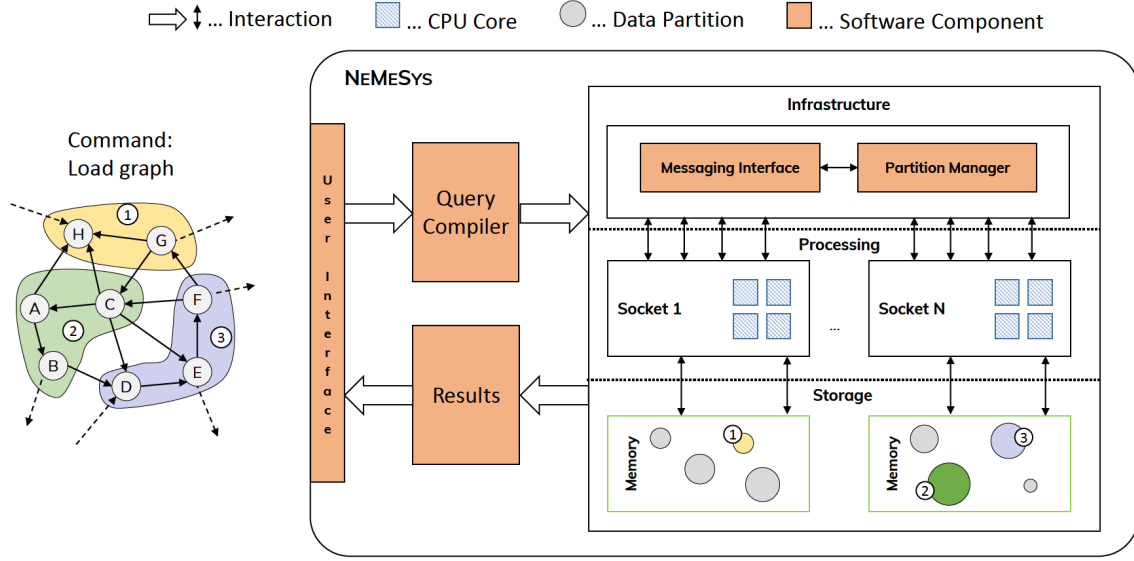 ... Interaction
... CPU Core
... Data Partition
... Software Component
NEMESYS
Command:
Load graph
1
H
G
A
C
F
2
3
B
D
E
User Interface
Query
Compiler
Results
Infrastructure
Messaging Interface
Partition Manager
Processing
Socket 1
...
Socket N
Storage
Memory
1
Memory
3
2